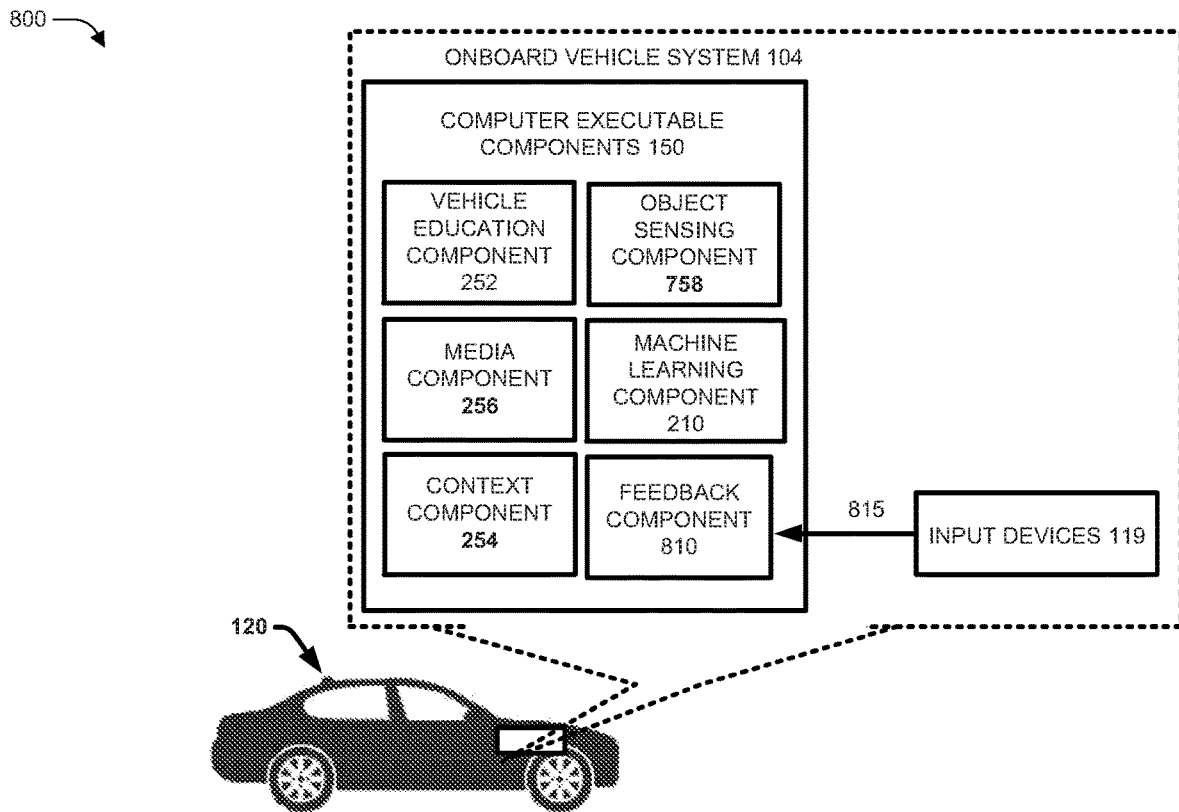 800
ONBOARD VEHICLE SYSTEM 104
COMPUTER EXECUTABLE
COMPONENTS 150
VEHICLE
EDUCATION
COMPONENT
252
OBJECT
SENSING
COMPONENT
758
MEDIA
COMPONENT
256
MACHINE
LEARNING
COMPONENT
210
CONTEXT
COMPONENT
254
FEEDBACK
COMPONENT
810
815
INPUT DEVICES 119
120